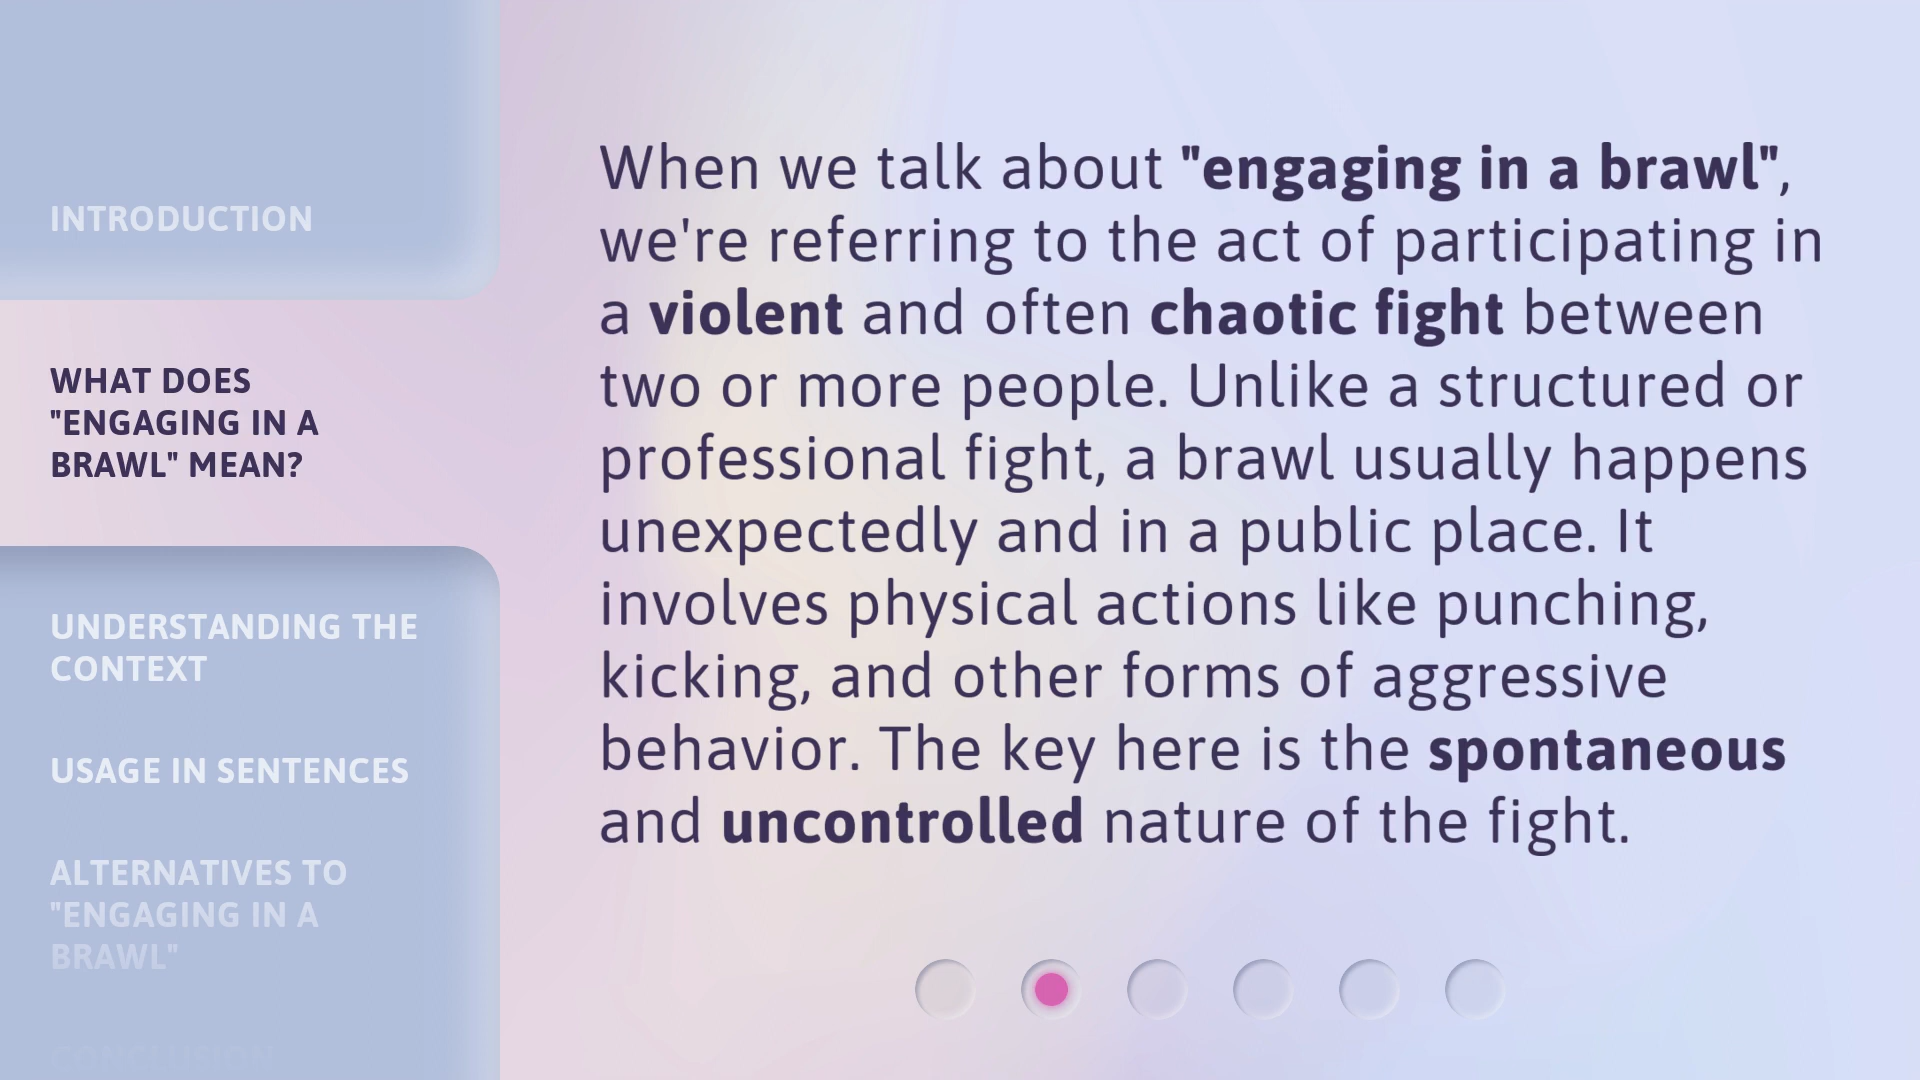 INTRODUCTION
WHAT DOES
"ENGAGING IN A
BRAWL" MEAN?
UNDERSTANDING THE
CONTEXT
USAGE IN SENTENCES
ALTERNATIVES TO
"ENGAGING IN A
BRAWL"
CONCLUSION
When we talk about "engaging in a brawl",
we're referring to the act of participating in
a violent and often chaotic fight between
two or more people. Unlike a structured or
professional fight, a brawl usually happens
unexpectedly and in a public place. It
involves physical actions like punching,
kicking, and other forms of aggressive
behavior. The key here is the spontaneous
and uncontrolled nature of the fight.